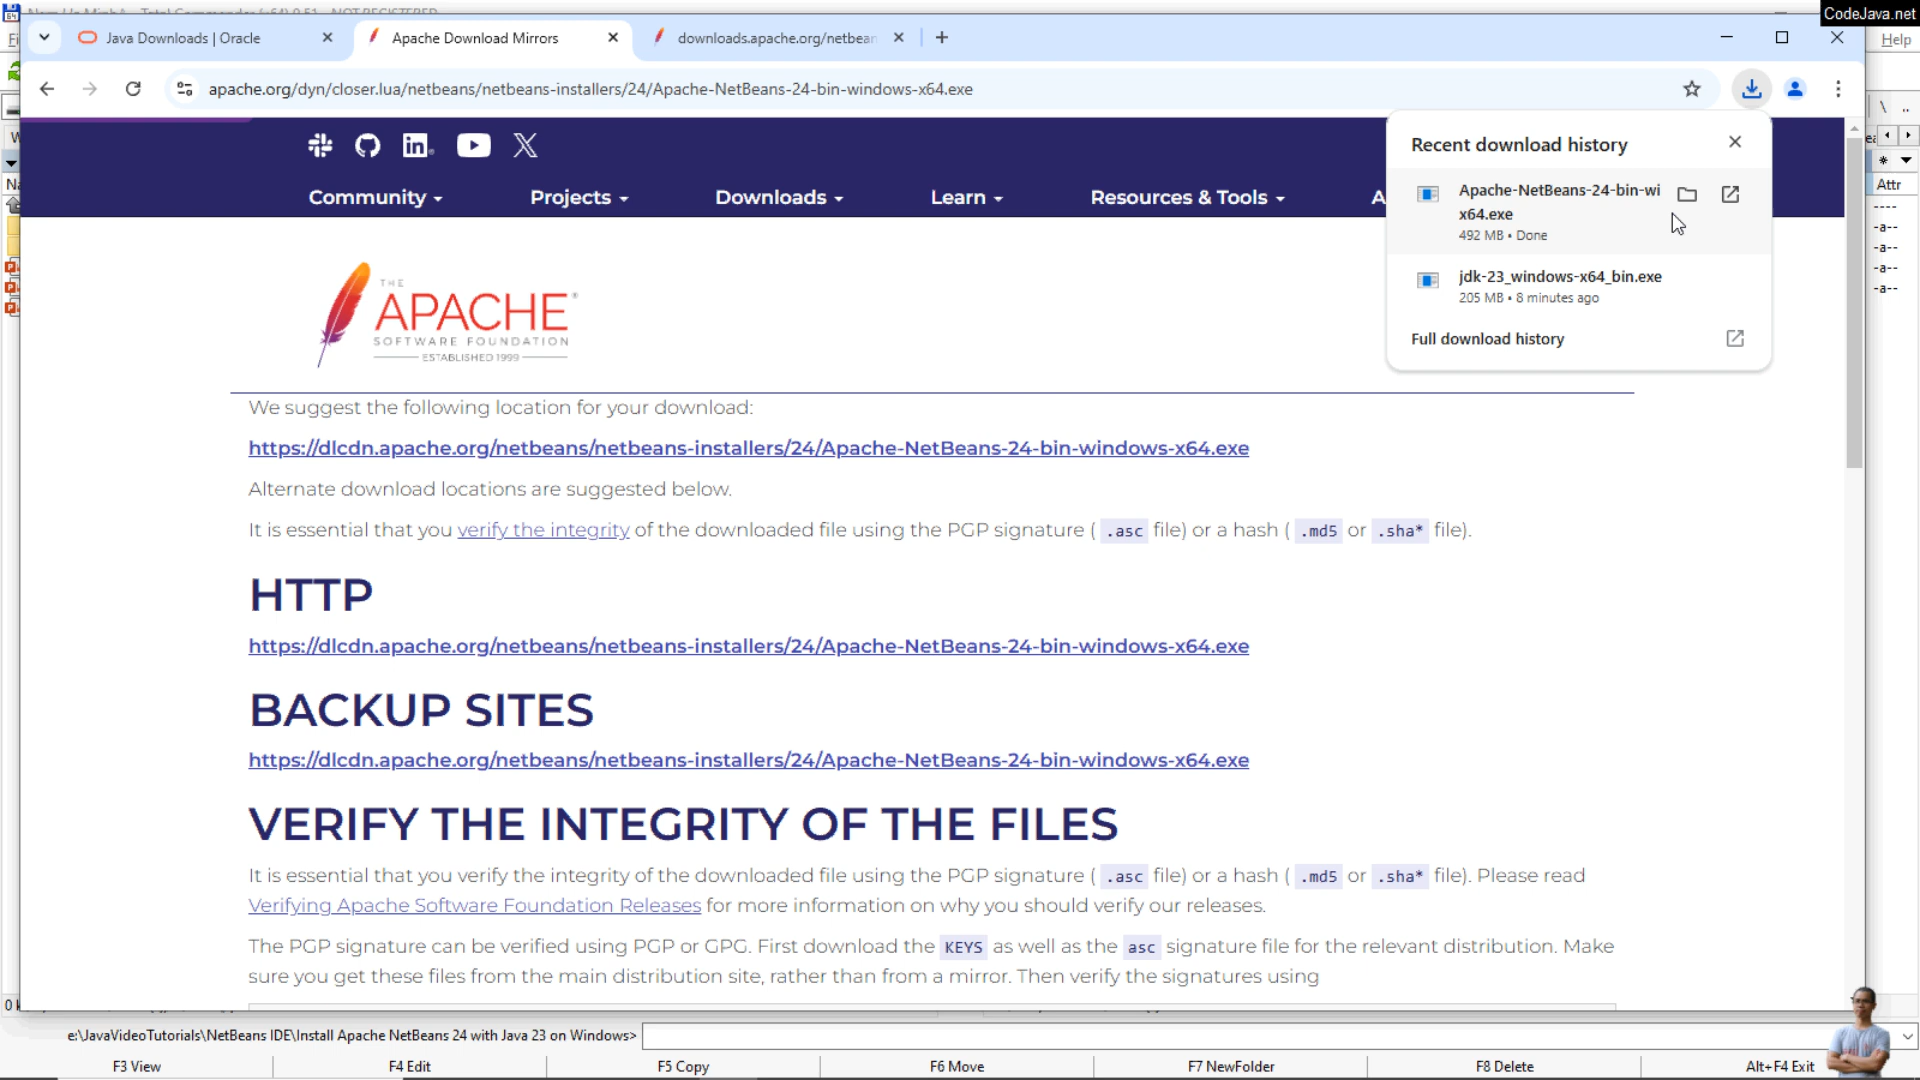 CodeJava.net
Java Downloads | Oracle
Apache Download Mirrors
downloads.apache.org/netbean
Help
apache.org/dyn/closer.lua/netbeans/netbeans-installers/24/Apache-NetBeans-24-bin-windows-x64.exe
Recent download history
Apache-NetBeans-24-bin-wi
x64.exe
492 MB • Done
jdk-23_windows-x64_bin.exe
205 MB • 8 minutes ago
Full download history
Attr
----
-a--
-a--
-a--
-a--
Community
Projects
Downloads
Learn
Resources & Tools
A
THE
APACHE®
SOFTWARE FOUNDATION
ESTABLISHED 1999
We suggest the following location for your download:
https://dlcdn.apache.org/netbeans/netbeans-installers/24/Apache-NetBeans-24-bin-windows-x64.exe
Alternate download locations are suggested below.
It is essential that you verify the integrity of the downloaded file using the PGP signature ( .asc file) or a hash ( .md5 or .sha* file).
HTTP
https://dlcdn.apache.org/netbeans/netbeans-installers/24/Apache-NetBeans-24-bin-windows-x64.exe
BACKUP SITES
https://dlcdn.apache.org/netbeans/netbeans-installers/24/Apache-NetBeans-24-bin-windows-x64.exe
VERIFY THE INTEGRITY OF THE FILES
It is essential that you verify the integrity of the downloaded file using the PGP signature ( .asc file) or a hash ( .md5 or .sha* file). Please read
Verifying Apache Software Foundation Releases for more information on why you should verify our releases.
The PGP signature can be verified using PGP or GPG. First download the KEYS as well as the asc signature file for the relevant distribution. Make
sure you get these files from the main distribution site, rather than from a mirror. Then verify the signatures using
e:\JavaVideoTutorials\NetBeans IDE\Install Apache NetBeans 24 with Java 23 on Windows>
F3 View
F4 Edit
F5 Copy
F6 Move
F7 NewFolder
F8 Delete
Alt+F4 Exit